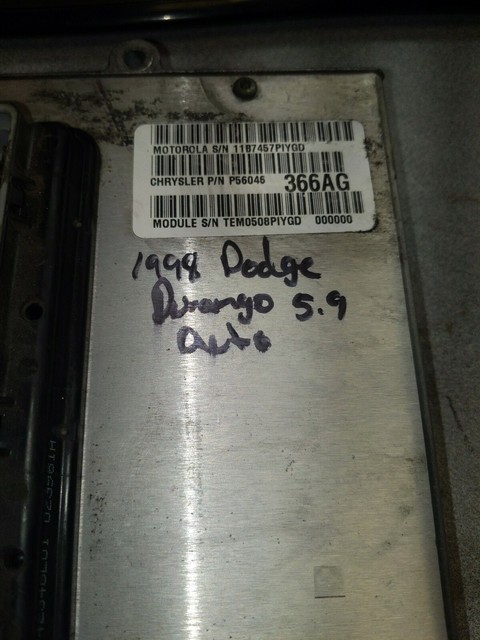 MOTOROLA S/N 11B7457PIYGD
CHRYSLER P/N P56046 366AG
MODULE S/N TEM0508PIYGD 000000
1998 Dodge
Durango 5.9
Auto